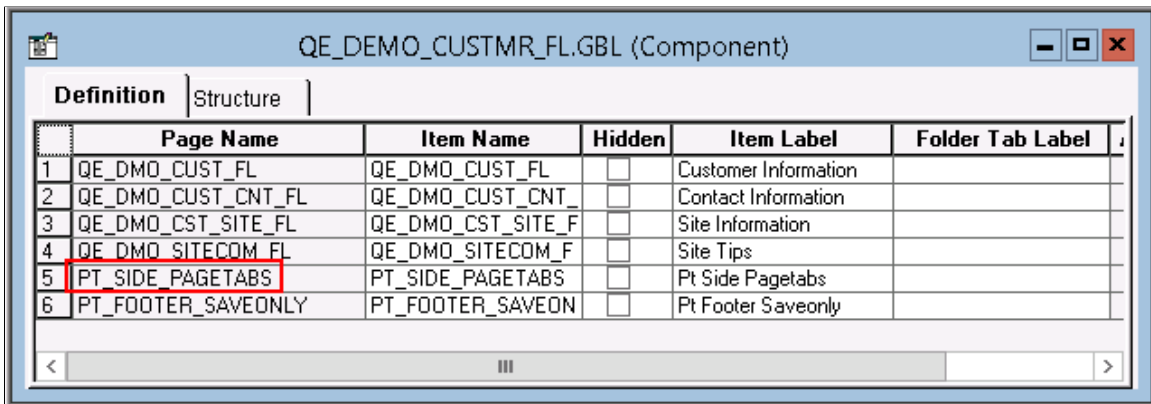 QE_DEMO_CUSTMR_FL.GBL (Component)
Definition Structure
Page Name Item Name Hidden Item Label Folder Tab Label
1 QE_DMO_CUST_FL QE_DMO_CUST_FL Customer Information
2 QE_DMO_CUST_CNT_FL QE_DMO_CUST_CNT_ Contact Information
3 QE_DMO_CST_SITE_FL QE_DMO_CST_SITE_F Site Information
4 QE_DMO_SITECOM_FL QE_DMO_SITECOM_F Site Tips
5 PT_SIDE_PAGETABS PT_SIDE_PAGETABS Pt Side Pagetabs
6 PT_FOOTER_SAVEONLY PT_FOOTER_SAVEON Pt Footer Saveonly